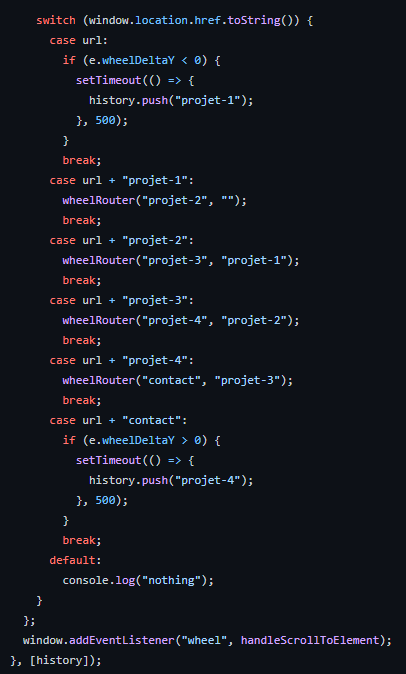 switch (window.location.href.toString()) {
case url:
if (e.wheelDeltaY < 0) {
setTimeout(() => {
history.push("projet-1");
}, 500);
}
break;
case url + "projet-1":
wheelRouter("projet-2", "");
break;
case url + "projet-2":
wheelRouter("projet-3", "projet-1");
break;
case url + "projet-3":
wheelRouter("projet-4", "projet-2");
break;
case url + "projet-4":
wheelRouter("contact", "projet-3");
break;
case url + "contact":
if (e.wheelDeltaY > 0) {
setTimeout(() => {
history.push("projet-4");
}, 500);
}
break;
default:
console.log("nothing");
}
};
window.addEventListener("wheel", handleScrollToElement);
}, [history]);